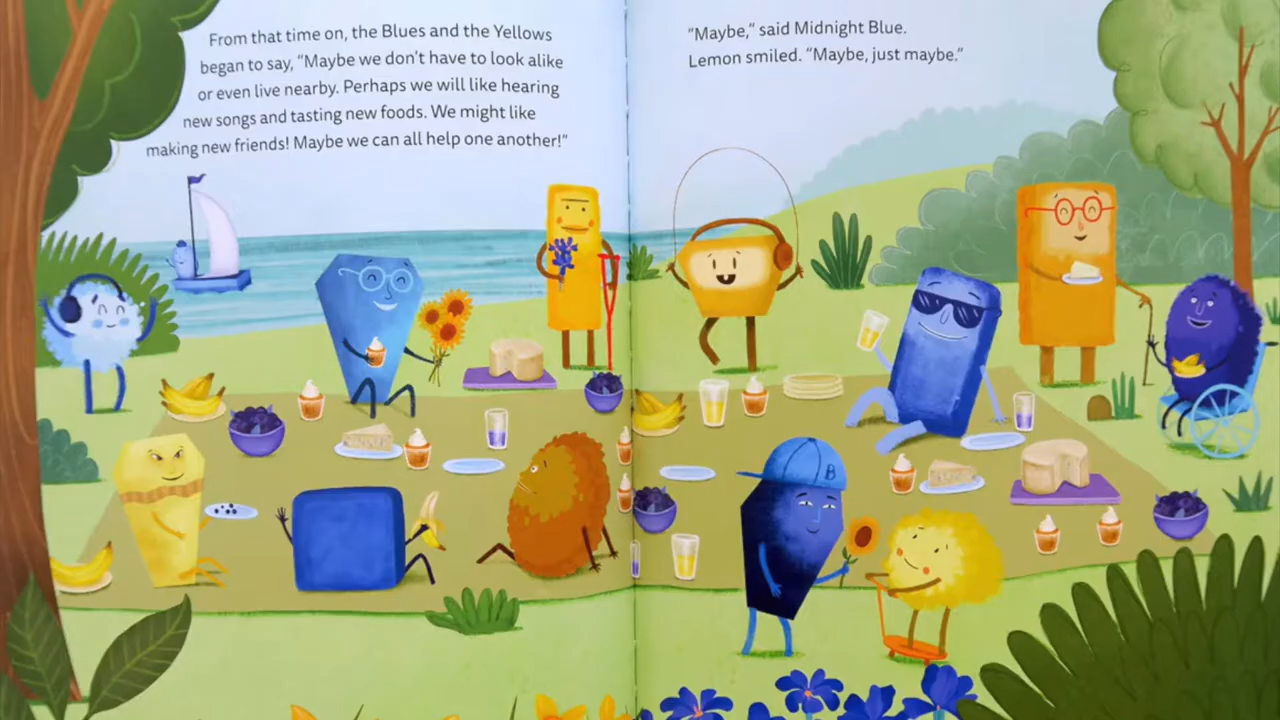 From that time on, the Blues and the Yellows
began to say, “Maybe we don’t have to look alike
or even live nearby. Perhaps we will like hearing
new songs and tasting new foods. We might like
making new friends! Maybe we can all help one another!”
“Maybe,” said Midnight Blue.
Lemon smiled. “Maybe, just maybe.”
B